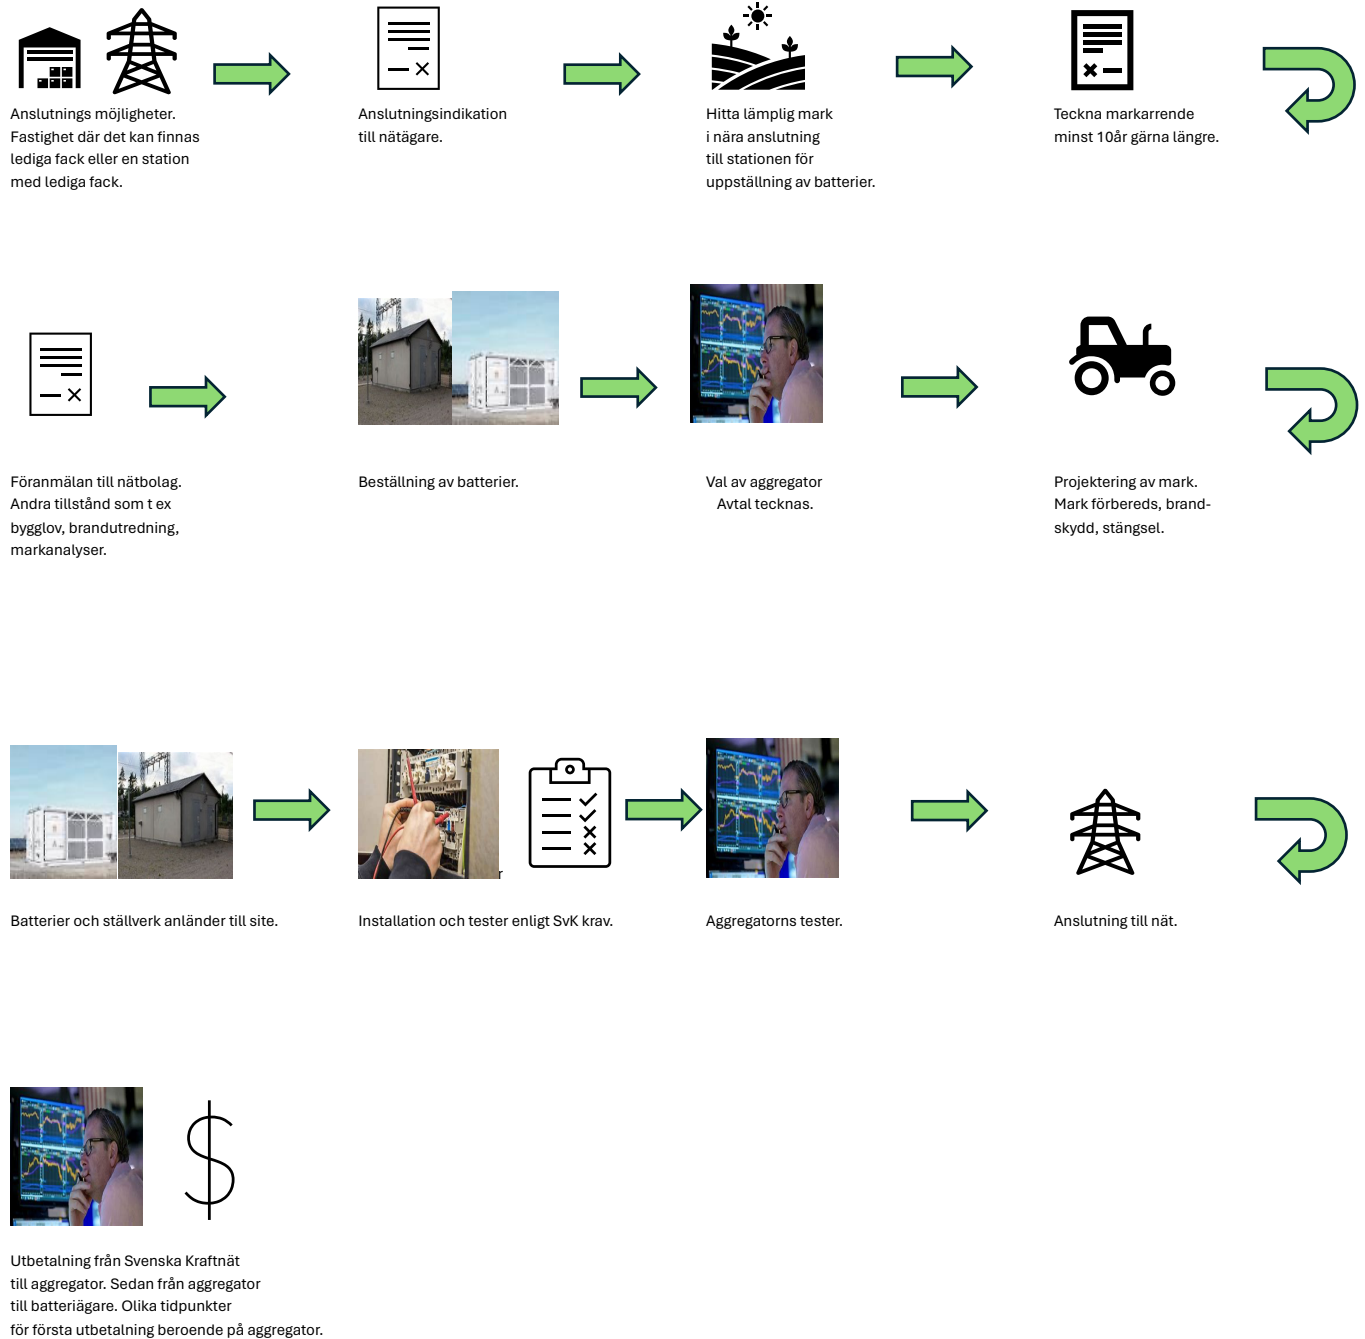 Anslutnings möjligheter.
Fastighet där det kan finnas
lediga fack eller en station
med lediga fack.
Anslutningsindikation
till nätägare.
Hitta lämplig mark
i nära anslutning
till stationen för
uppställning av batterier.
Teckna markarrende
minst 10år gärna längre.
Föranmälan till nätbolag.
Andra tillstånd som t ex
bygglov, brandutredning,
markanalyser.
Beställning av batterier.
Val av aggregator
Avtal tecknas.
Projektering av mark.
Mark förbereds, brand-
skydd, stängsel.
Batterier och ställverk anländer till site.
r
Installation och tester enligt SvK krav.
Aggregatorns tester.
Anslutning till nät.
Utbetalning från Svenska Kraftnät
till aggregator. Sedan från aggregator
till batteriägare. Olika tidpunkter
för första utbetalning beroende på aggregator.